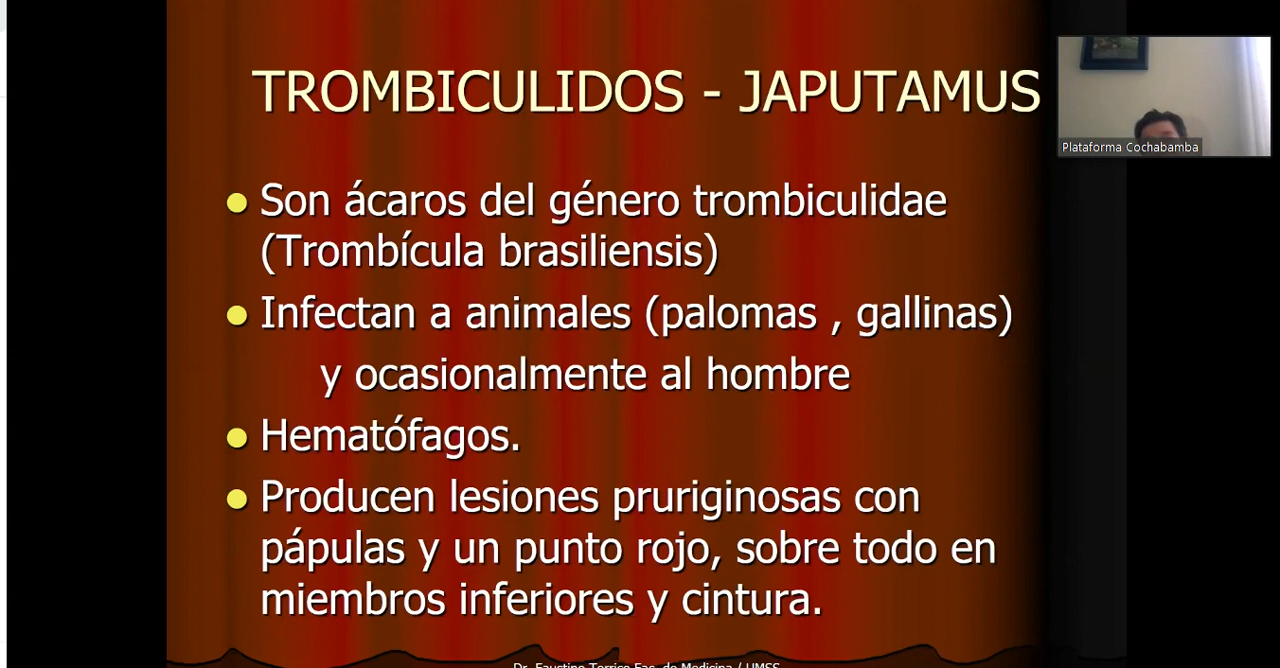 TROMBICULIDOS - JAPUTAMUS
Plataforma Cochabamba
Son ácaros del género trombiculidae
(Trombícula brasiliensis)
Infectan a animales (palomas , gallinas)
y ocasionalmente al hombre
Hematófagos.
Producen lesiones pruriginosas con
pápulas y un punto rojo, sobre todo en
miembros inferiores y cintura.
Dr. Faustino Torrico Fac. de Medicina / UMSS